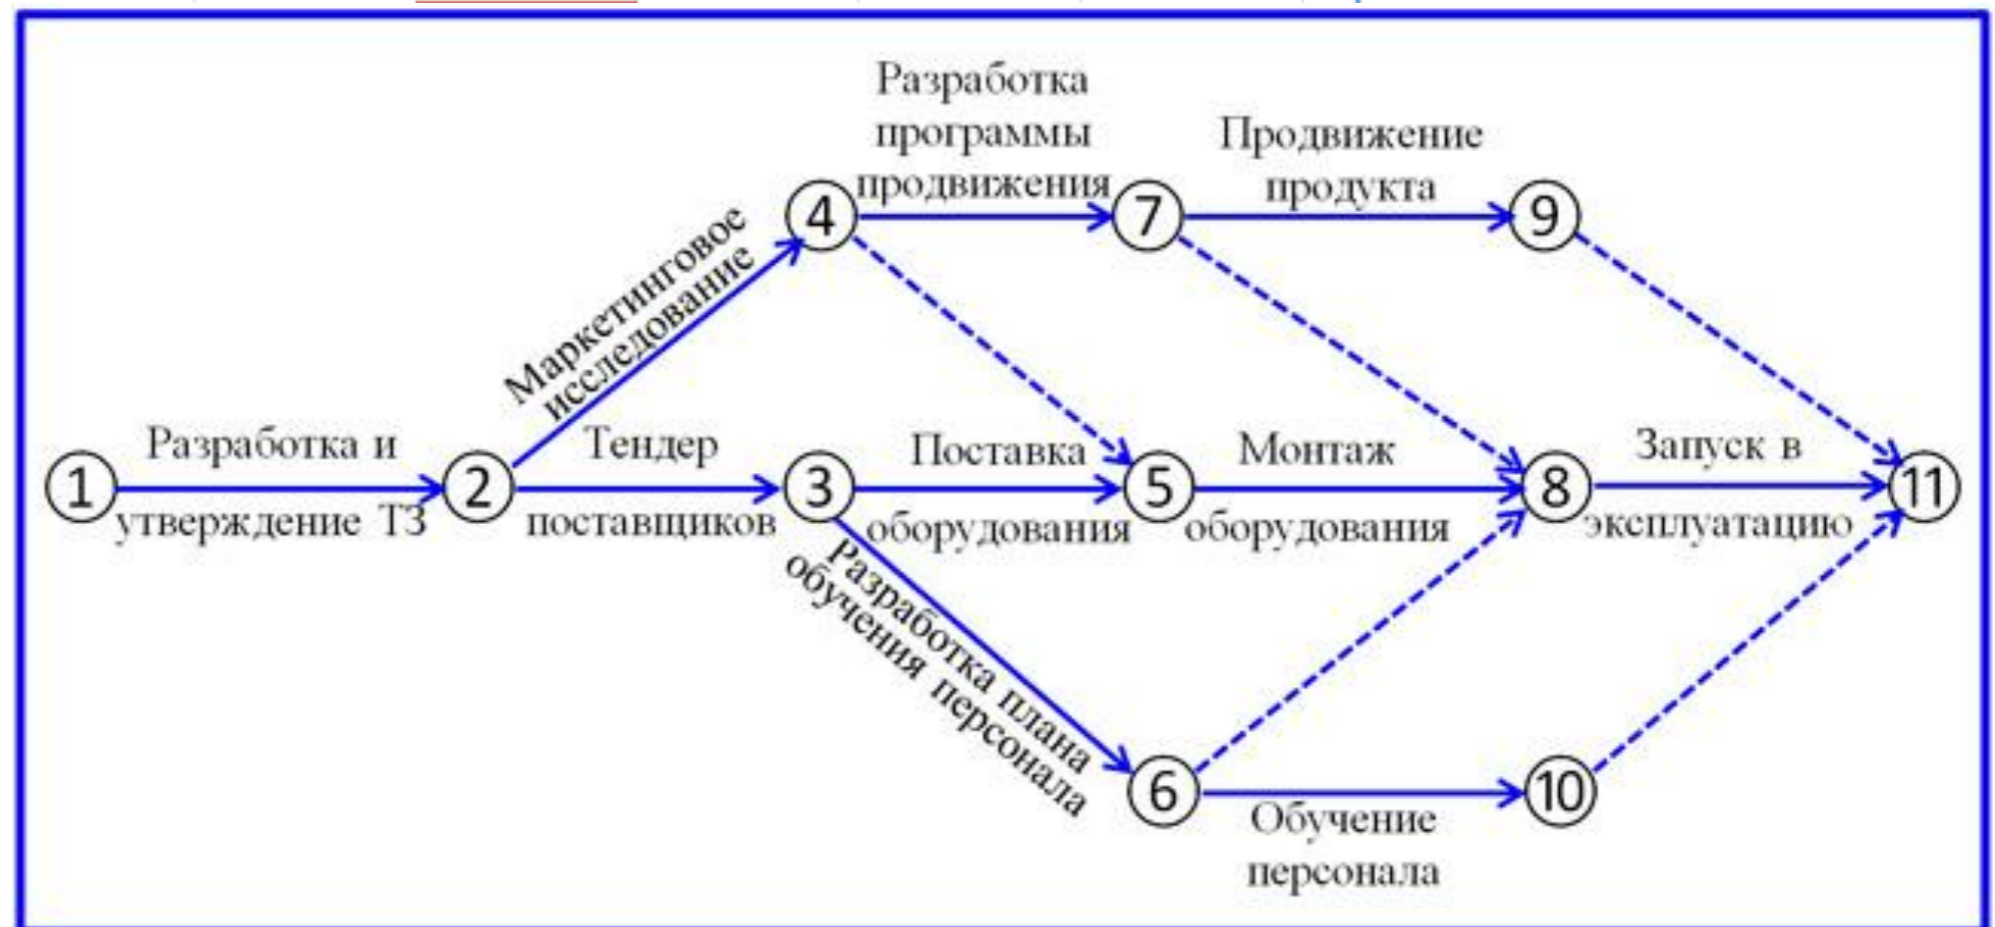 Разработка
программы
продвижения
Продвижение
продукта
4
7
9
Маркетинговое
исследование
Разработка и
утверждение ТЗ
Тендер
поставщиков
Поставка
оборудования
Монтаж
оборудования
Запуск в
эксплуатацию
1
2
3
5
8
11
Разработка плана
обучения персонала
6
10
Обучение
персонала